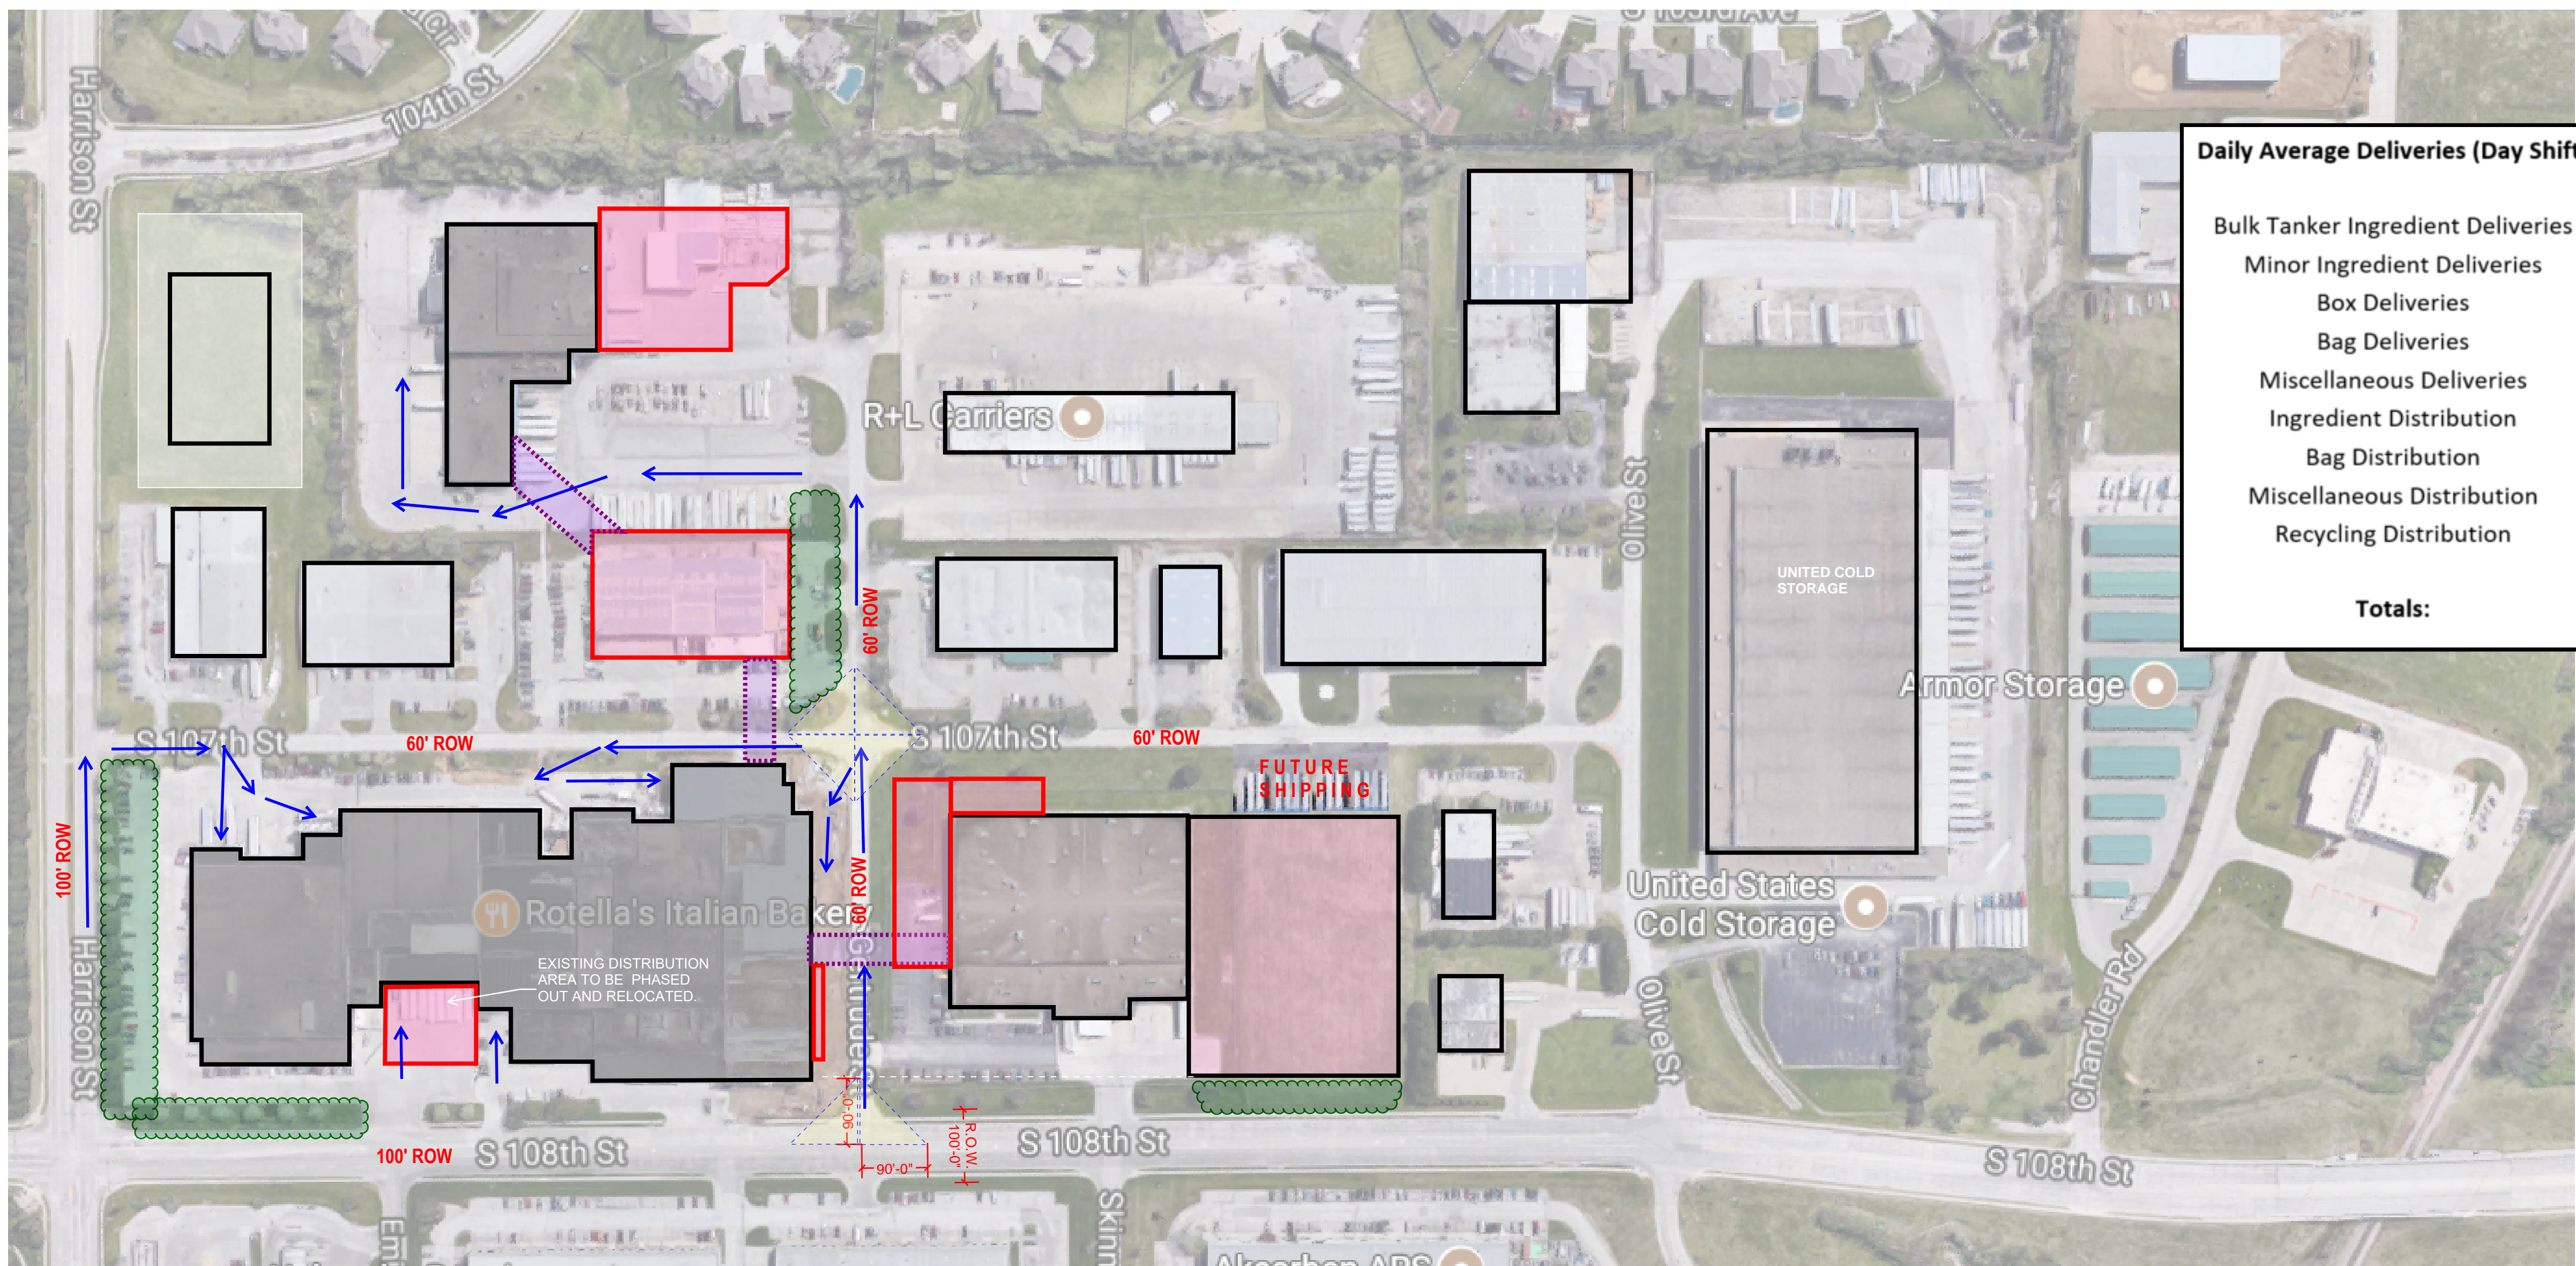 S 103rd Ave
Harrison St
104th St
Daily Average Deliveries (Day Shift
Bulk Tanker Ingredient Deliveries
Minor Ingredient Deliveries
Box Deliveries
Bag Deliveries
Miscellaneous Deliveries
Ingredient Distribution
Bag Distribution
Miscellaneous Distribution
Recycling Distribution
Totals:
R+L Carriers
Olive St
UNITED COLD
STORAGE
60' ROW
Armor Storage
S 107th St
60' ROW
S 107th St
60' ROW
FUTURE
SHIPPING
100' ROW
60' ROW
Rotella's Italian Bakery
United States
Cold Storage
EXISTING DISTRIBUTION
AREA TO BE PHASED
OUT AND RELOCATED.
Harrison St
Olive St
Chandler Rd
90'-0"
R.O.W.
100'-0"
90'-0"
100' ROW
S 108th St
S 108th St
S 108th St
Skinn